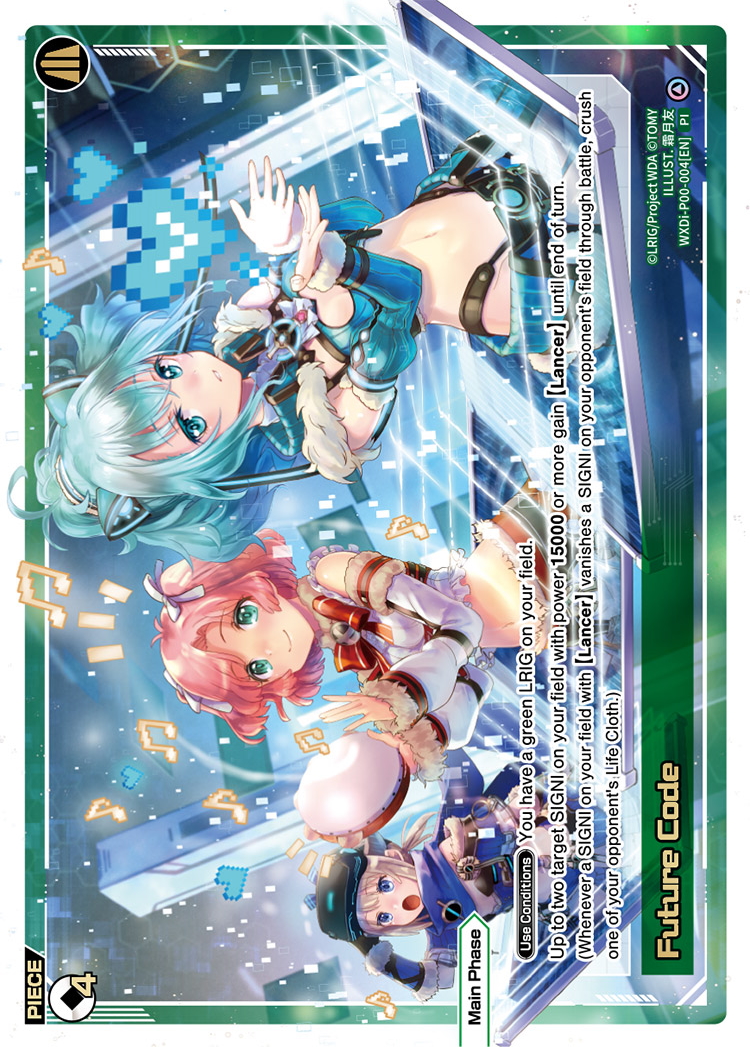 PIECE
4
Main Phase
Use Conditions You have a green LRIG on your field.
Up to two target SIGNI on your field with power 15000 or more gain 【Lancer】 until end of turn.
(Whenever a SIGNI on your field with 【Lancer】 vanishes a SIGNI on your opponent's field through battle, crush
one of your opponent's Life Cloth.)
Future Code
©LRIG/Project WDA ©TOMY
ILLUST. 霜月友
WXDi-P00-004[EN] PI